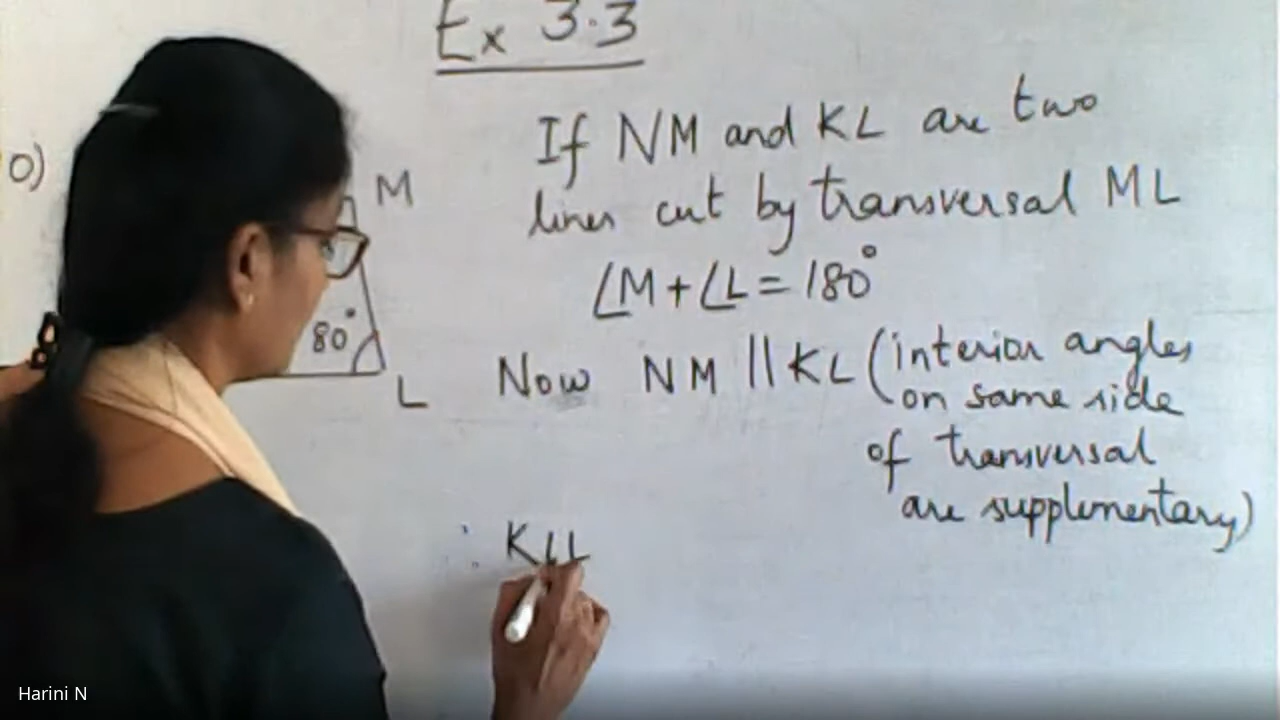 Ex 3.3
0)
M
80°
L
If NM and KL are two
lines cut by transversal ML
∠M+∠L=180°
Now NM || KL (interior angles
on same side
of transversal
are supplementary)
∴ KLL
Harini N